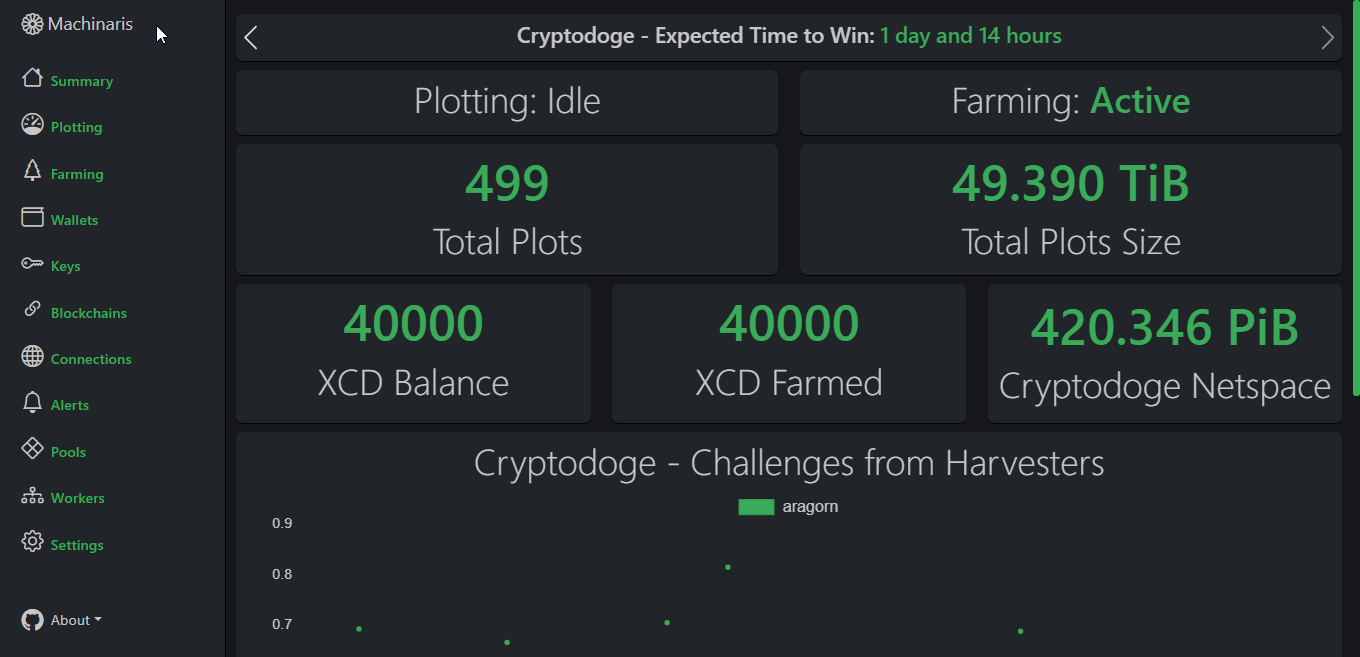 Machinaris
Summary
Plotting
Farming
Wallets
Keys
Blockchains
Connections
Alerts
Pools
Workers
Settings
About
Cryptodoge - Expected Time to Win: 1 day and 14 hours
Plotting: Idle
Farming: Active
499
Total Plots
49.390 TiB
Total Plots Size
40000
XCD Balance
40000
XCD Farmed
420.346 PiB
Cryptodoge Netspace
Cryptodoge - Challenges from Harvesters
aragorn
0.9
0.8
0.7